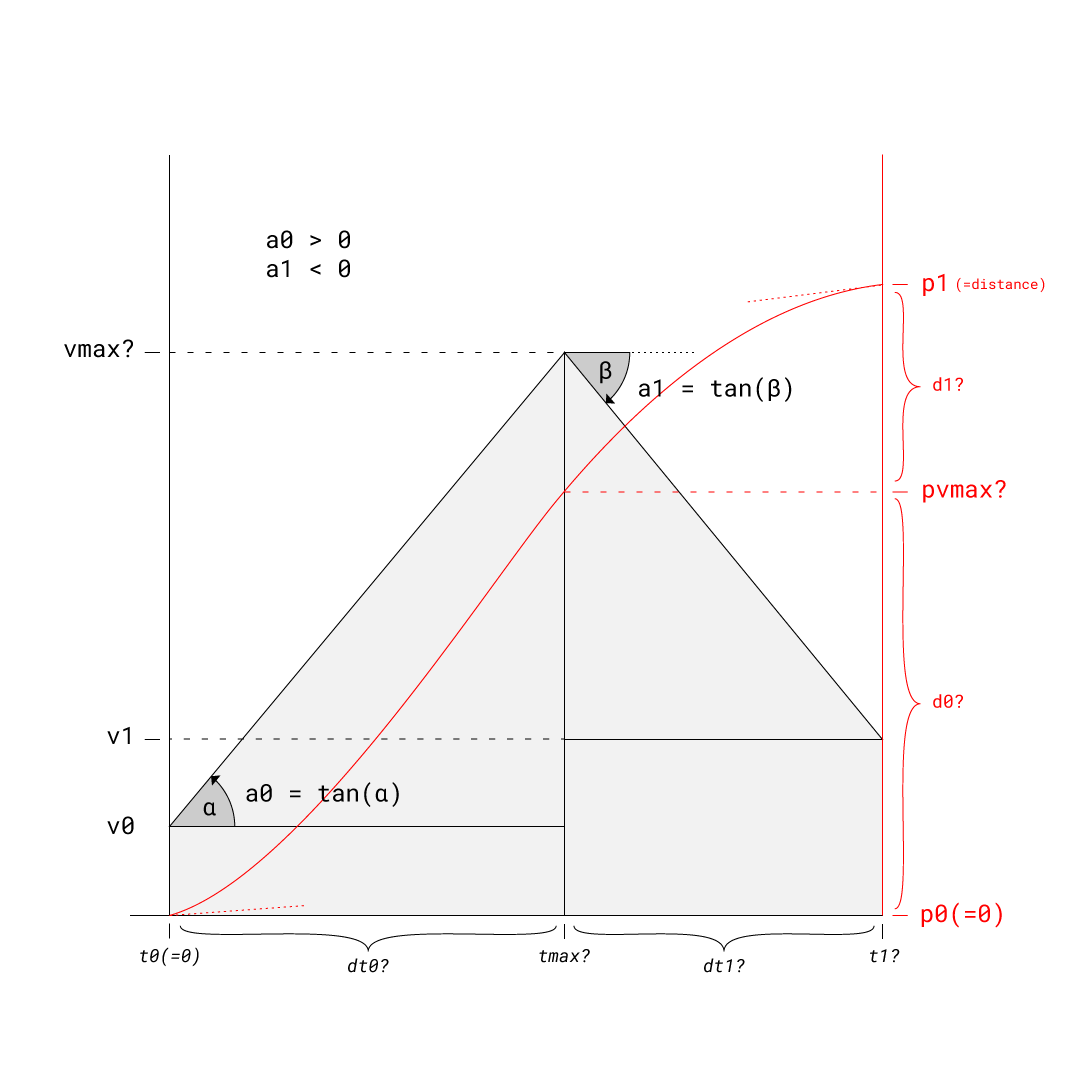 a0 > 0
a1 < 0
p1 (=distance)
vmax?
β
a1 = tan(β)
d1?
pvmax?
d0?
v1
a0 = tan(α)
α
v0
p0(=0)
t0(=0)
dt0?
tmax?
dt1?
t1?